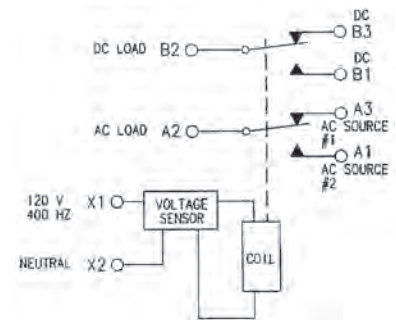 DC
B3
DC LOAD B2
DC
B1
A3
AC LOAD A2
AC SOURCE
#1
A1
AC SOURCE
#2
120 V
400 HZ
X1
VOLTAGE
SENSOR
NEUTRAL X2
COIL